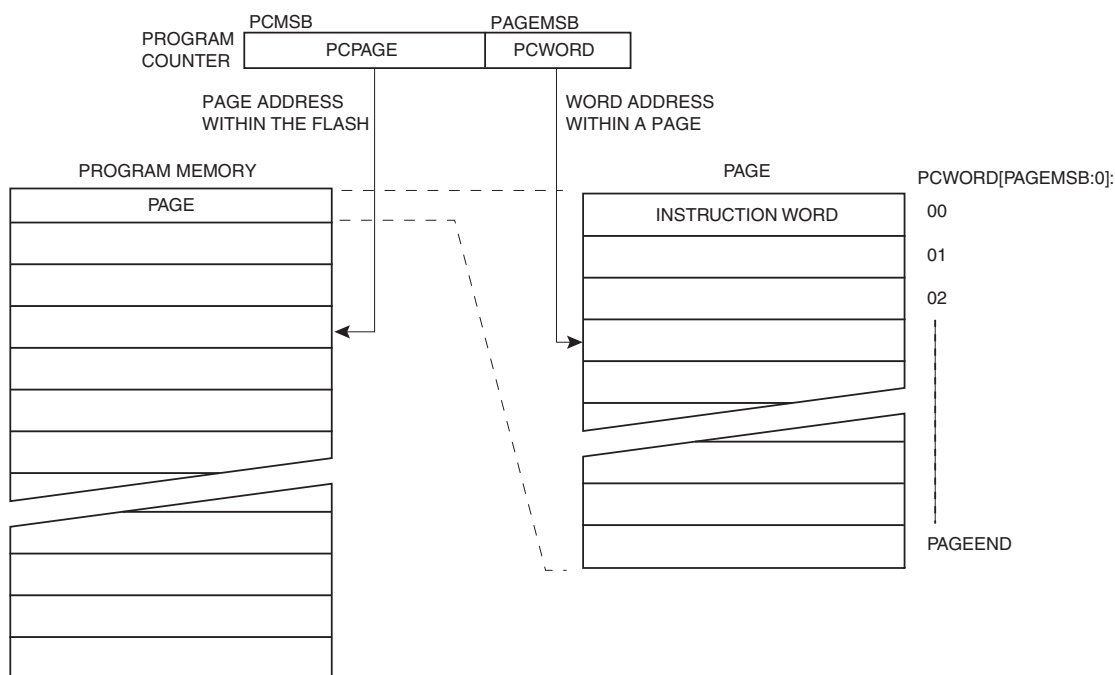 PCMSB
PAGEMSB
PROGRAM
COUNTER
PCPAGE
PCWORD
PAGE ADDRESS
WITHIN THE FLASH
WORD ADDRESS
WITHIN A PAGE
PROGRAM MEMORY
PAGE
PAGE
PCWORD[PAGEMSB:0]:
INSTRUCTION WORD
00
01
02
PAGEEND